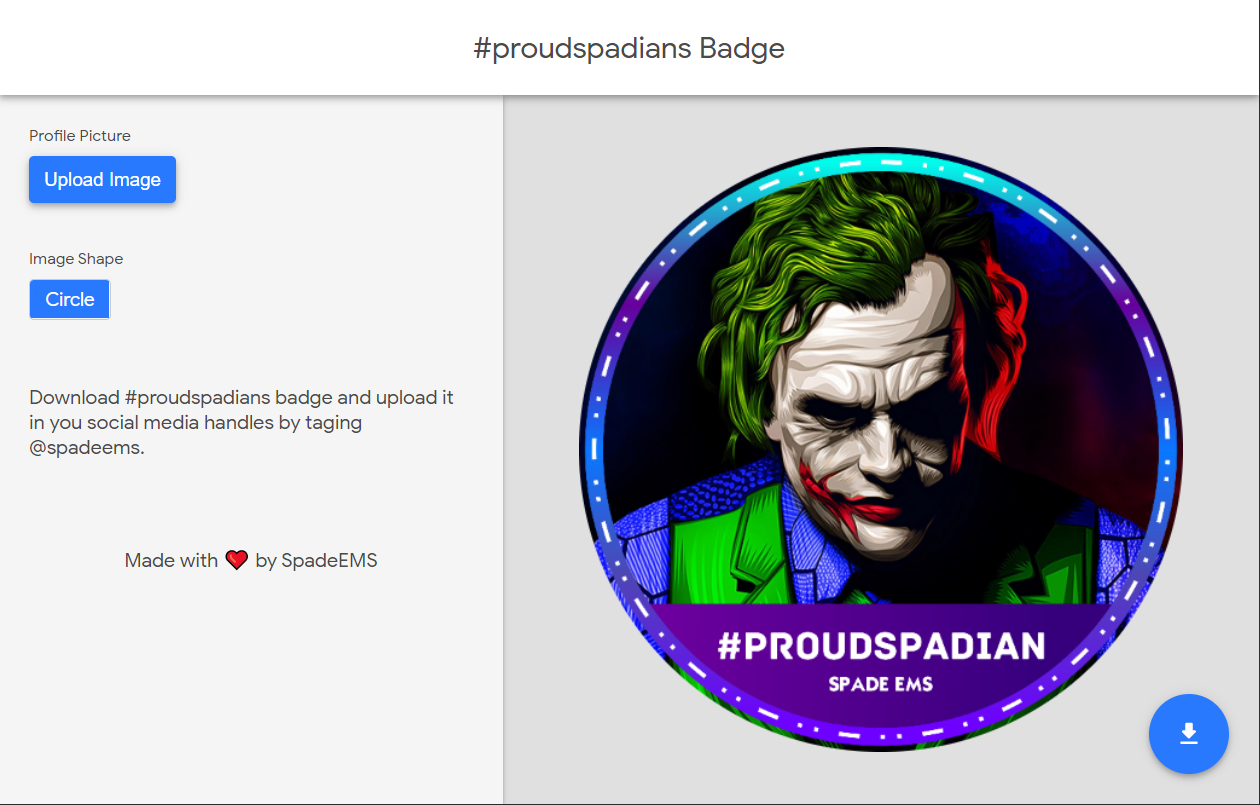 #proudspadians Badge
Profile Picture
Upload Image
Image Shape
Circle
Download #proudspadians badge and upload it
in you social media handles by taging
@spadeems.
Made with ❤ by SpadeEMS
#PROUDSPADIAN
SPADE EMS